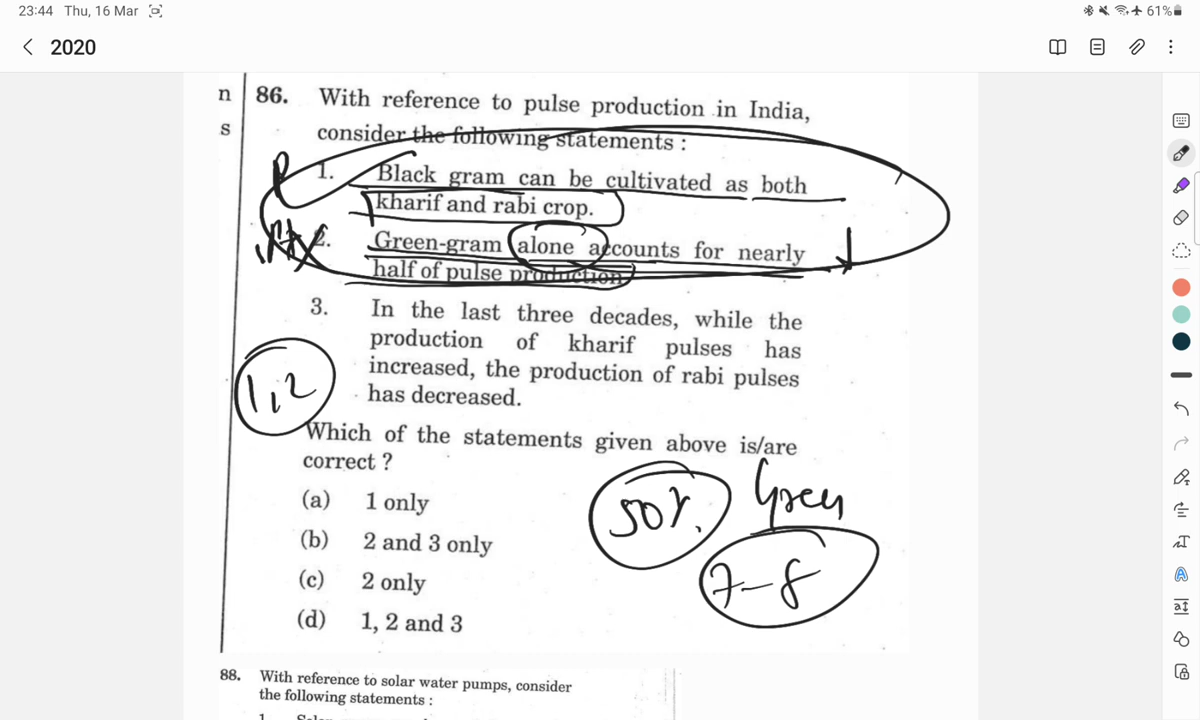 23:44 Thu, 16 Mar
61%
2020
n 86. With reference to pulse production in India,
s consider the following statements :
1. Black gram can be cultivated as both
kharif and rabi crop.
2. Green-gram alone accounts for nearly
half of pulse production.
3. In the last three decades, while the
production of kharif pulses has
increased, the production of rabi pulses
has decreased.
1,2
Which of the statements given above is/are
correct ?
(a) 1 only
(b) 2 and 3 only
(c) 2 only
(d) 1, 2 and 3
50%.
Green
7-8
88. With reference to solar water pumps, consider
the following statements :